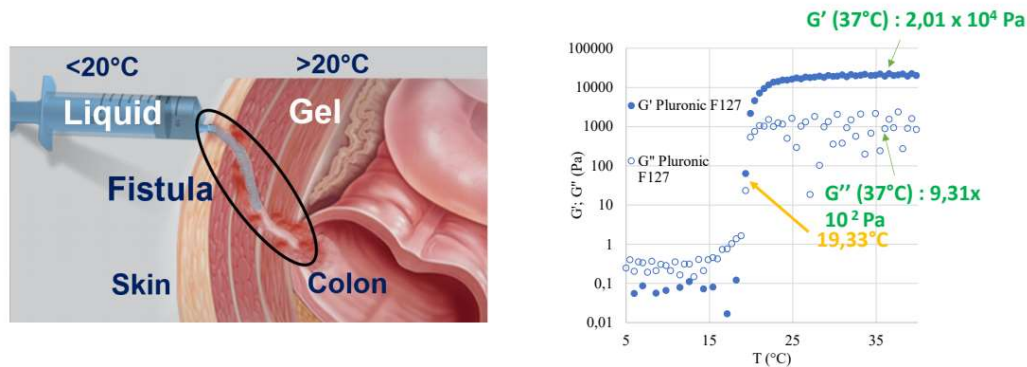 <20°C
>20°C
Liquid
Gel
Fistula
Skin
Colon
G' (37°C) : 2,01 x 10⁴ Pa
100000
10000
1000
100
10
1
0,1
0,01
G'; G" (Pa)
G' Pluronic F127
G" Pluronic
F127
G'' (37°C) : 9,31x
10 ² Pa
19,33°C
5
15
25
35
T (°C)